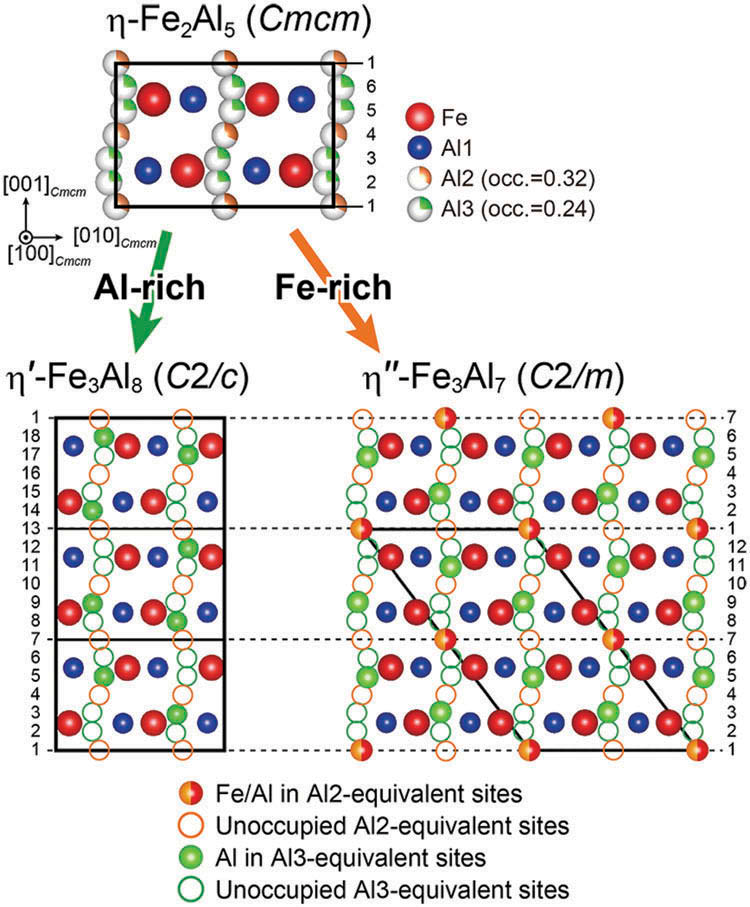 η-Fe₂Al₅ (Cmcm)
1
6
5
4
3
2
1
Fe
Al1
Al2 (occ.=0.32)
Al3 (occ.=0.24)
[001]Cmcm
[010]Cmcm
[100]Cmcm
Al-rich
Fe-rich
η′-Fe₃Al₈ (C2/c)
η″-Fe₃Al₇ (C2/m)
1
18
17
16
15
14
13
12
11
10
9
8
7
6
5
4
3
2
1
7
6
5
4
3
2
1
12
11
10
9
8
7
6
5
4
3
2
1
Fe/Al in Al2-equivalent sites
Unoccupied Al2-equivalent sites
Al in Al3-equivalent sites
Unoccupied Al3-equivalent sites